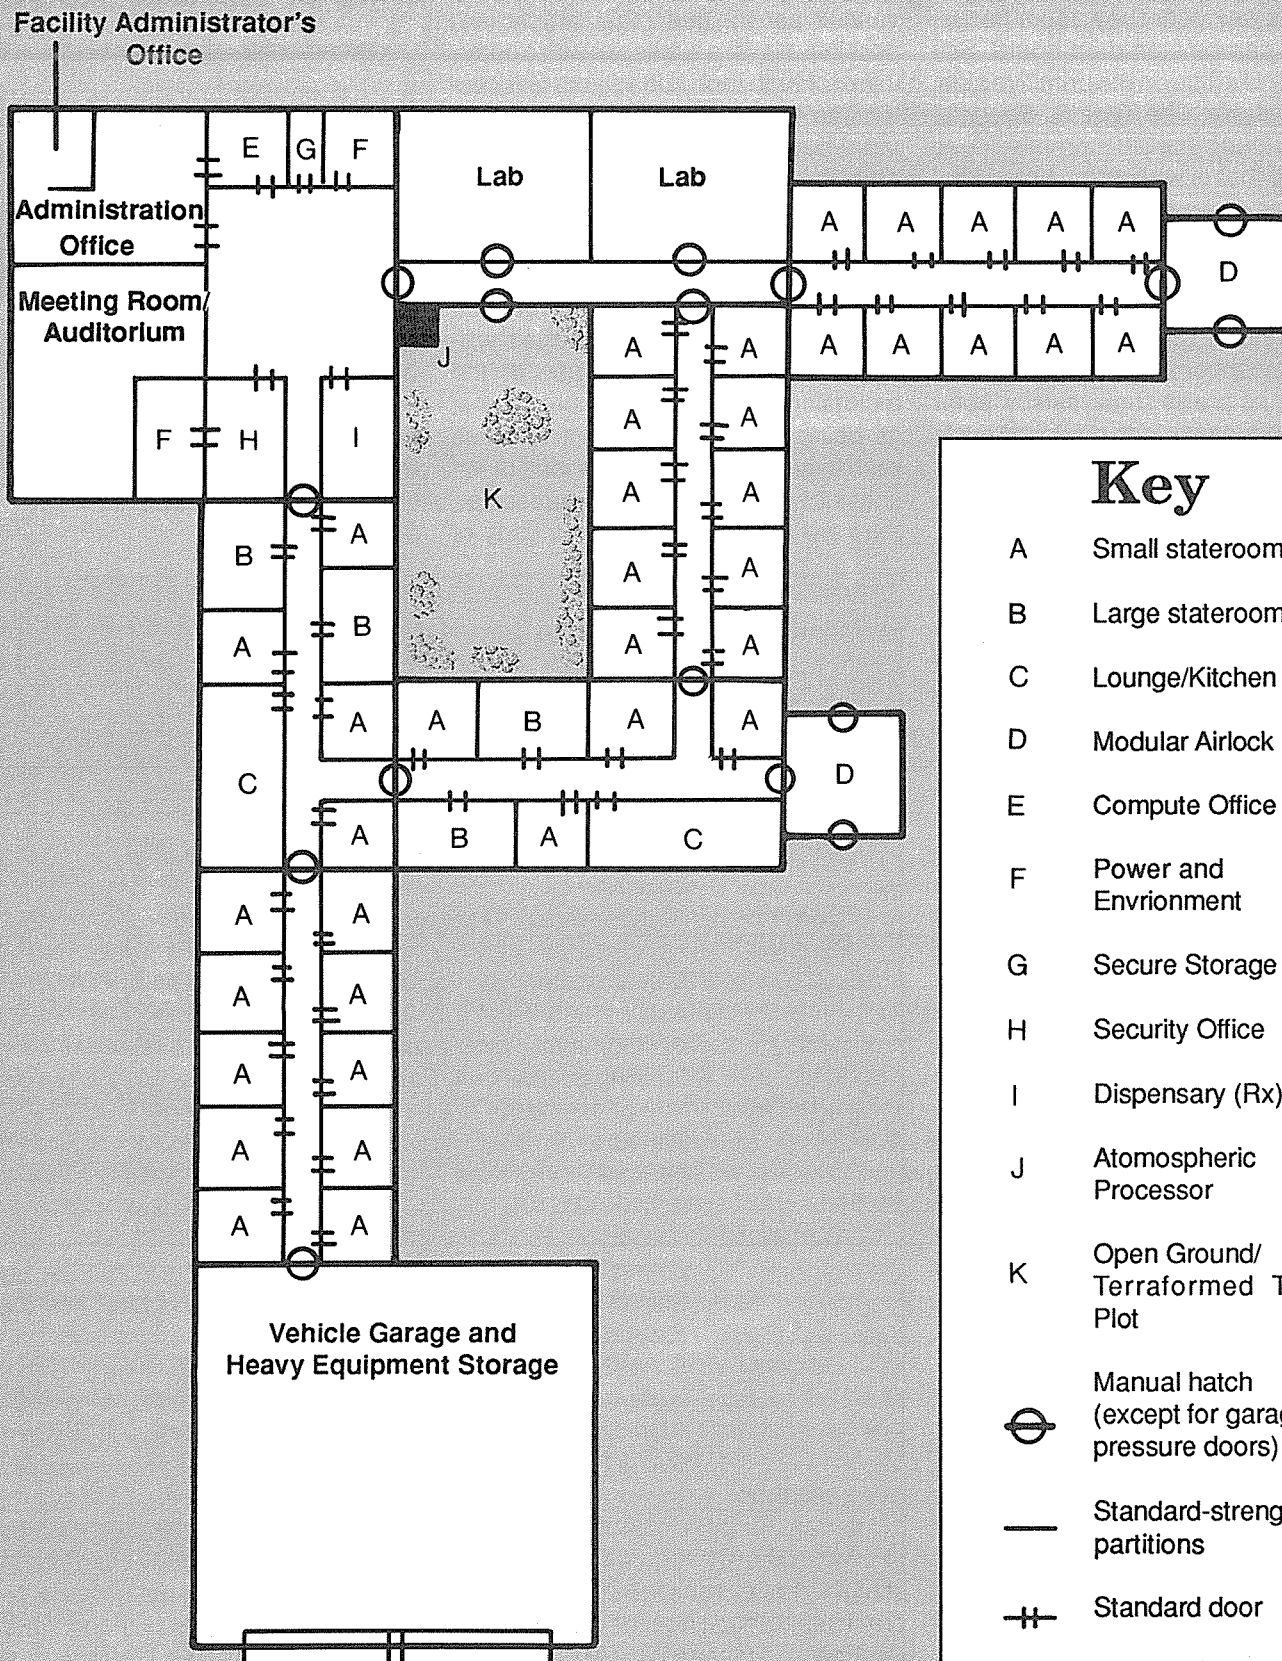 Facility Administrator's
Office
E G F
Lab Lab
Administration
Office
A A A A A
D
Meeting Room/
Auditorium
J
A A
A A A A A
F H I
A
K
A A
A A
B A
A A
A B
A A
A A B A A
C
D
A B A C
A A
A A
A A
A A
A A
Vehicle Garage and
Heavy Equipment Storage
Key
A Small stateroom
B Large stateroom
C Lounge/Kitchen
D Modular Airlock
E Compute Office
F Power and
Envrionment
G Secure Storage
H Security Office
I Dispensary (Rx)
J Atomospheric
Processor
K Open Ground/
Terraformed T
Plot
Manual hatch
(except for garag
pressure doors)
Standard-streng
partitions
Standard door